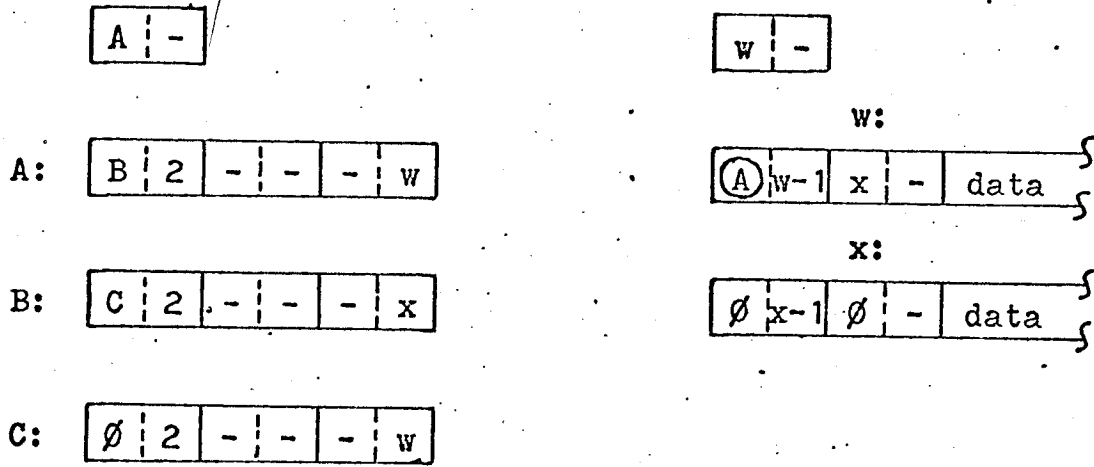 A - w -
w:
A: B 2 - - - w Ⓐ w-1 x - data
x:
B: C 2 - - - x Ø x-1 Ø - data
C: Ø 2 - - - w